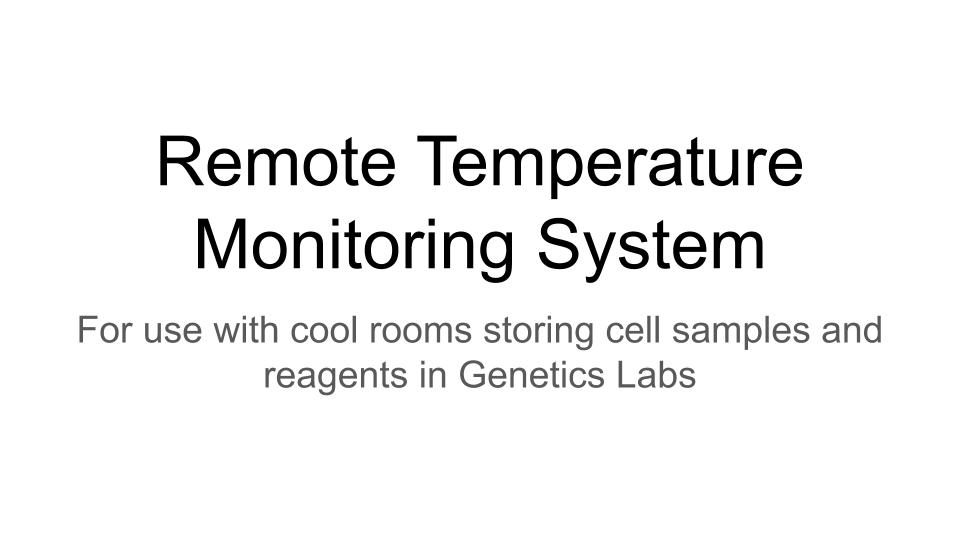 Remote Temperature
Monitoring System
For use with cool rooms storing cell samples and
reagents in Genetics Labs